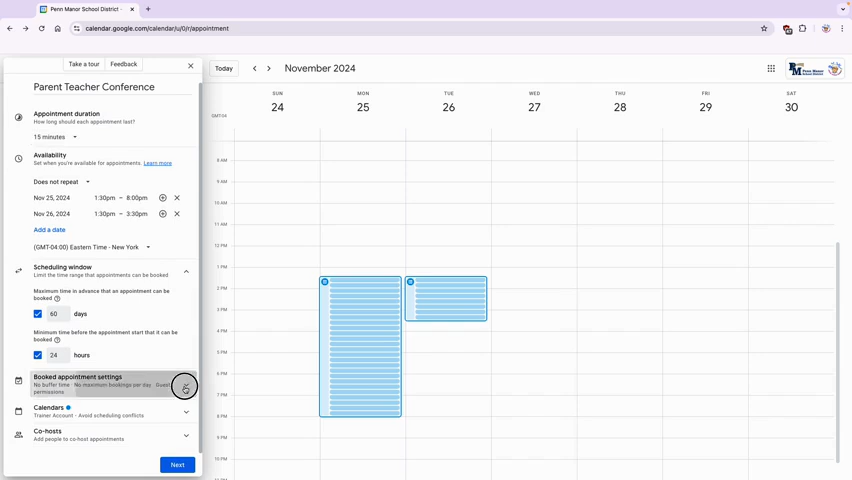 Penn Manor School District -
calendar.google.com/calendar/u/0/r/appointment
Take a tour
Feedback
Today
November 2024
Parent Teacher Conference
Appointment duration
How long should each appointment last?
15 minutes
Availability
Set when you're available for appointments. Learn more
Does not repeat
Nov 25, 2024 1:30pm – 8:00pm
Nov 26, 2024 1:30pm – 3:30pm
Add a date
(GMT-04:00) Eastern Time - New York
Scheduling window
Limit the time range that appointments can be booked
Maximum time in advance that an appointment can be
booked
60 days
Minimum time before the appointment start that it can be
booked
24 hours
Booked appointment settings
No buffer time · No maximum bookings per day · Guest
permissions
Calendars
Trainer Account - Avoid scheduling conflicts
Co-hosts
Add people to co-host appointments
Next
SUN MON TUE WED THU FRI SAT
24 25 26 27 28 29 30
8 AM
9 AM
10 AM
11 AM
12 PM
1 PM
2 PM
3 PM
4 PM
5 PM
6 PM
7 PM
8 PM
9 PM
10 PM